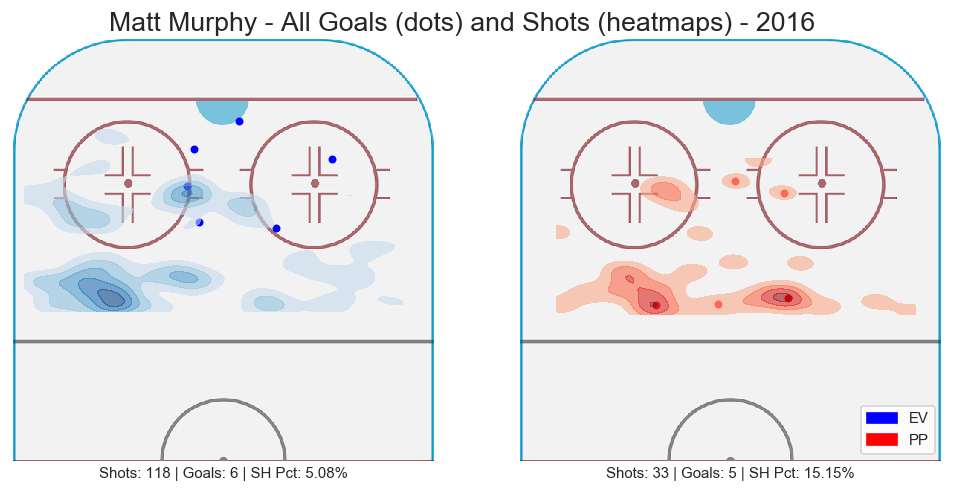 Matt Murphy - All Goals (dots) and Shots (heatmaps) - 2016
EV
PP
Shots: 118 | Goals: 6 | SH Pct: 5.08%
Shots: 33 | Goals: 5 | SH Pct: 15.15%